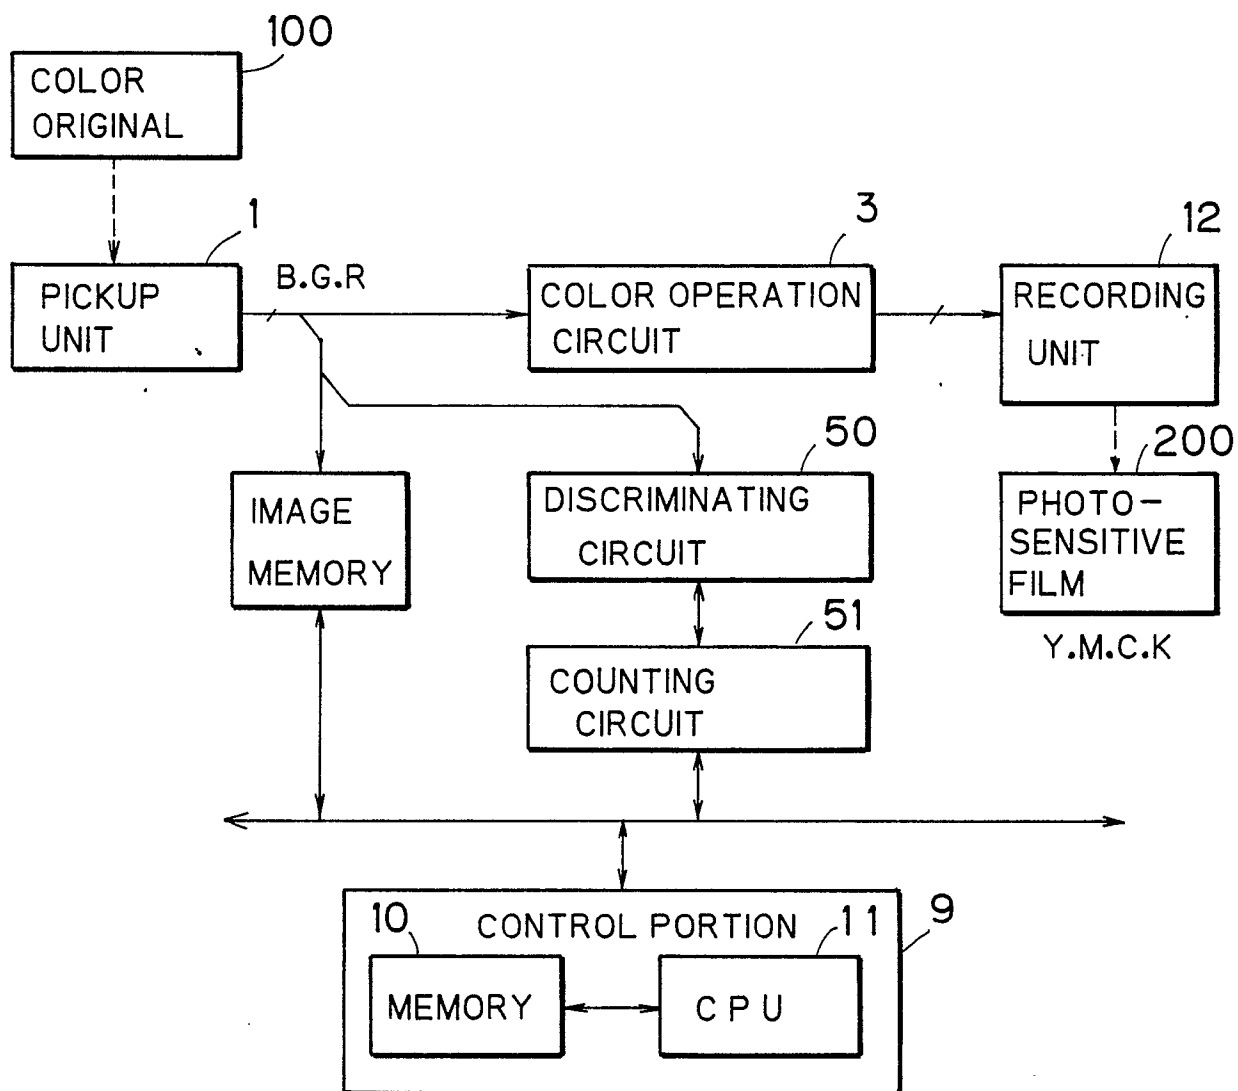 100
COLOR
ORIGINAL
1
PICKUP
UNIT
B.G.R
3
COLOR OPERATION
CIRCUIT
12
RECORDING
UNIT
IMAGE
MEMORY
50
DISCRIMINATING
CIRCUIT
200
PHOTO-
SENSITIVE
FILM
Y.M.C.K
51
COUNTING
CIRCUIT
9
CONTROL PORTION
10
MEMORY
11
CPU